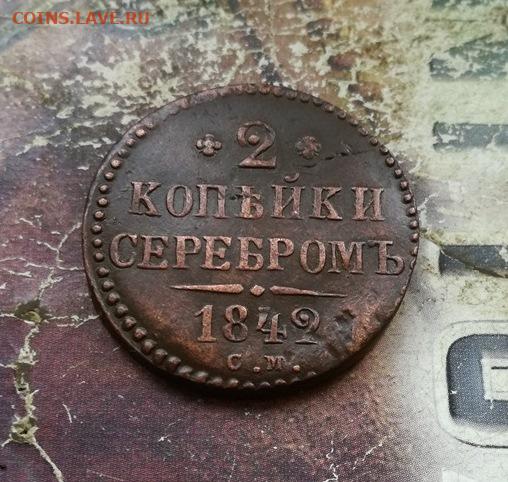 COINS.LAVE.RU
2
КОПѢЙКИ
СЕРЕБРОМЪ
1842
С.М.